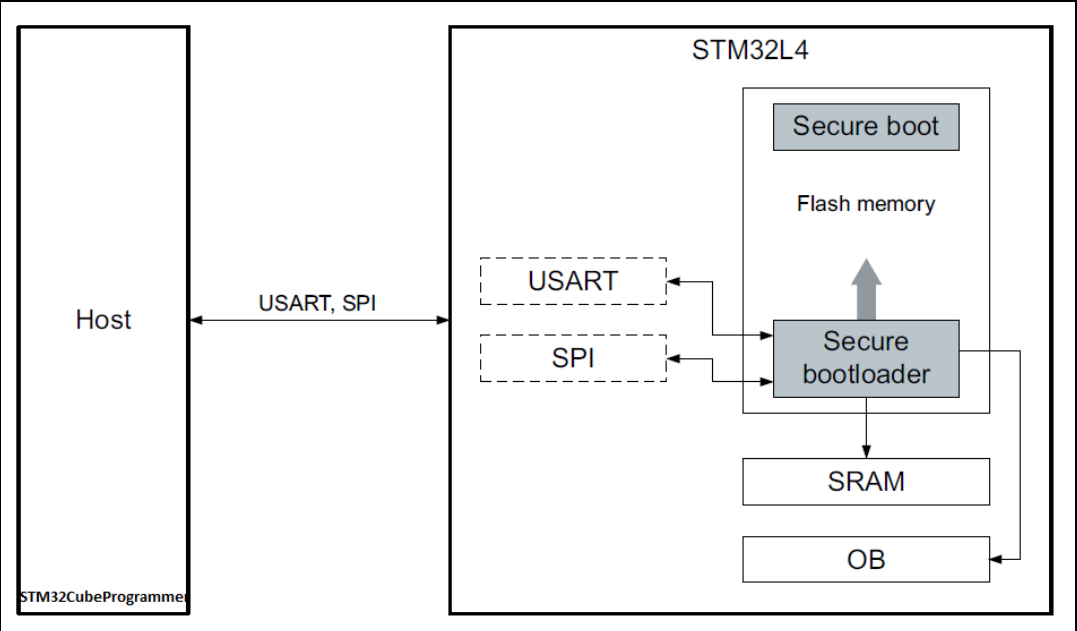 STM32L4
Secure boot
Flash memory
USART
USART, SPI
Host
SPI
Secure
bootloader
SRAM
OB
STM32CubeProgrammer